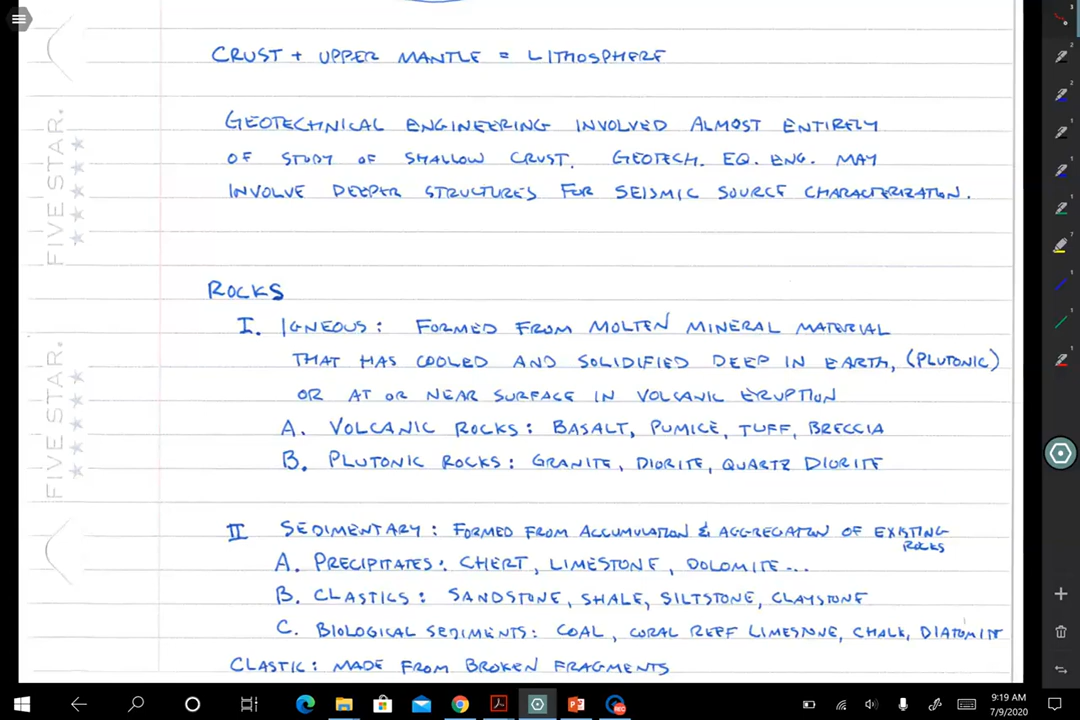 CRUST + UPPER MANTLE = LITHOSPHERE
GEOTECHNICAL ENGINEERING INVOLVED ALMOST ENTIRELY
OF STUDY OF SHALLOW CRUST. GEOTECH. EQ. ENG. MAY
INVOLVE DEEPER STRUCTURES FOR SEISMIC SOURCE CHARACTERIZATION.
ROCKS
I. IGNEOUS: FORMED FROM MOLTEN MINERAL MATERIAL
THAT HAS COOLED AND SOLIDIFIED DEEP IN EARTH, (PLUTONIC)
OR AT OR NEAR SURFACE IN VOLCANIC ERUPTION
A. VOLCANIC ROCKS: BASALT, PUMICE, TUFF, BRECCIA
B. PLUTONIC ROCKS: GRANITE, DIORITE, QUARTZ DIORITE
II SEDIMENTARY: FORMED FROM ACCUMULATION & AGGREGATION OF EXISTING
ROCKS
A. PRECIPITATES: CHERT, LIMESTONE, DOLOMITE...
B. CLASTICS: SANDSTONE, SHALE, SILTSTONE, CLAYSTONE
C. BIOLOGICAL SEDIMENTS: COAL, CORAL REEF LIMESTONE, CHALK, DIATOMITE
CLASTIC: MADE FROM BROKEN FRAGMENTS
FIVE STAR.
FIVE STAR.
9:19 AM
7/9/2020